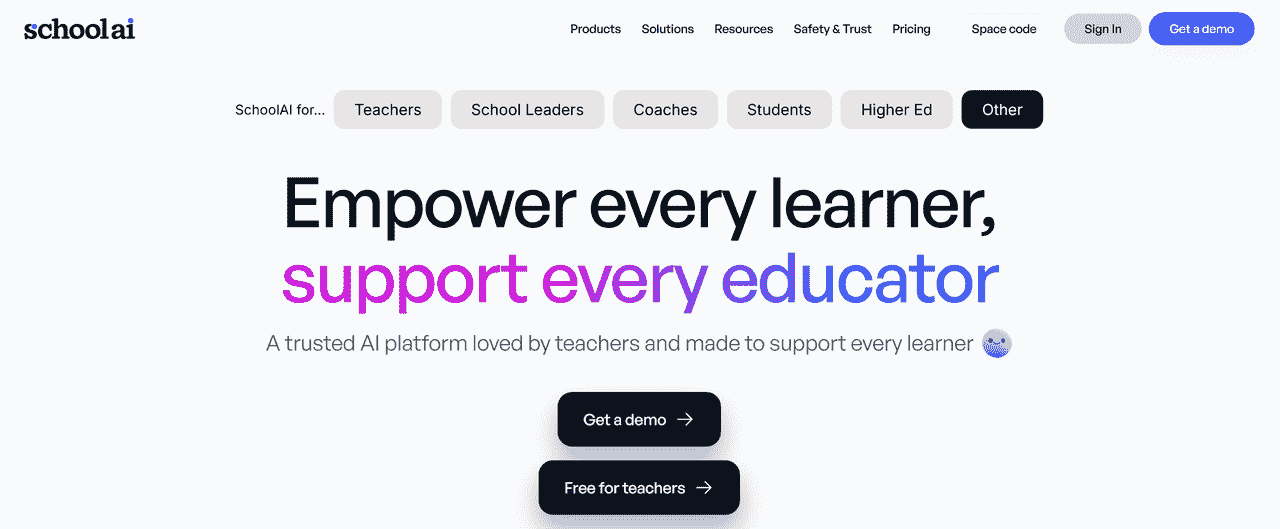 schoolai Products Solutions Resources Safety & Trust Pricing Space code Sign In Get a demo
SchoolAI for... Teachers School Leaders Coaches Students Higher Ed Other
Empower every learner,
support every educator
A trusted AI platform loved by teachers and made to support every learner
Get a demo →
Free for teachers →